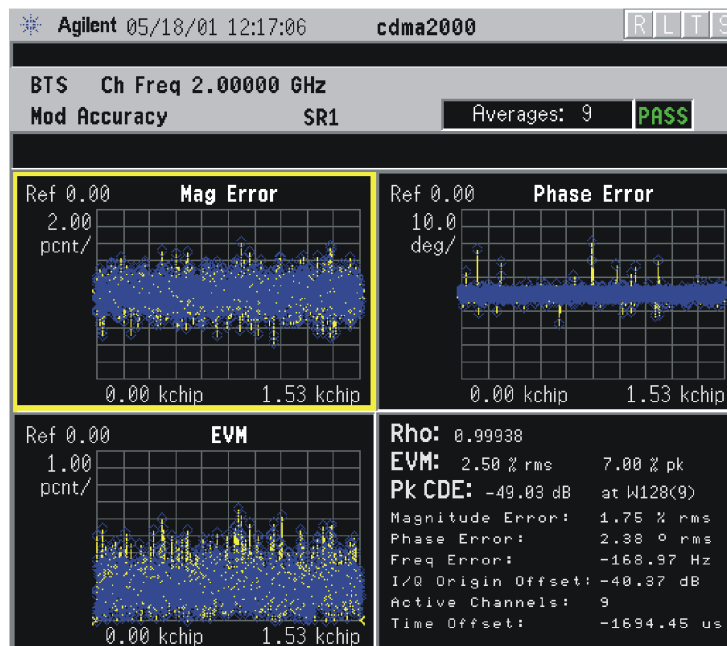 Agilent 05/18/01 12:17:06 cdma2000 R L T S
BTS Ch Freq 2.00000 GHz
Mod Accuracy SR1 Averages: 9 PASS
Ref 0.00 Mag Error
2.00
pcnt/
0.00 kchip 1.53 kchip
Ref 0.00 Phase Error
10.0
deg/
0.00 kchip 1.53 kchip
Ref 0.00 EVM
1.00
pcnt/
0.00 kchip 1.53 kchip
Rho: 0.99938
EVM: 2.50 % rms 7.00 % pk
Pk CDE: -49.03 dB at W128(9)
Magnitude Error: 1.75 % rms
Phase Error: 2.38 º rms
Freq Error: -168.97 Hz
I/Q Origin Offset: -40.37 dB
Active Channels: 9
Time Offset: -1694.45 us